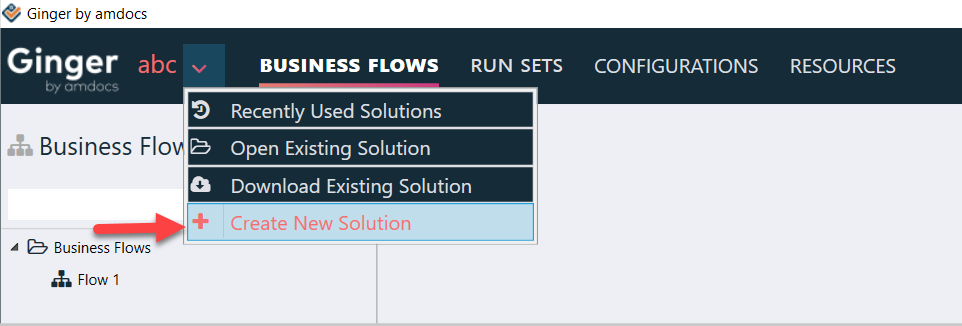 Ginger by amdocs
Ginger by amdocs abc BUSINESS FLOWS RUN SETS CONFIGURATIONS RESOURCES
Recently Used Solutions
Business Flow
Open Existing Solution
Download Existing Solution
Create New Solution
Business Flows
Flow 1